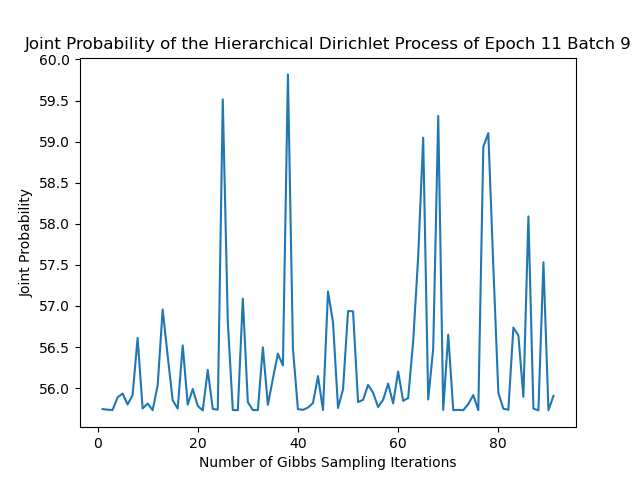 Joint Probability of the Hierarchical Dirichlet Process of Epoch 11 Batch 9
60.0
59.5
59.0
58.5
58.0
57.5
57.0
56.5
56.0
Joint Probability
0 20 40 60 80
Number of Gibbs Sampling Iterations